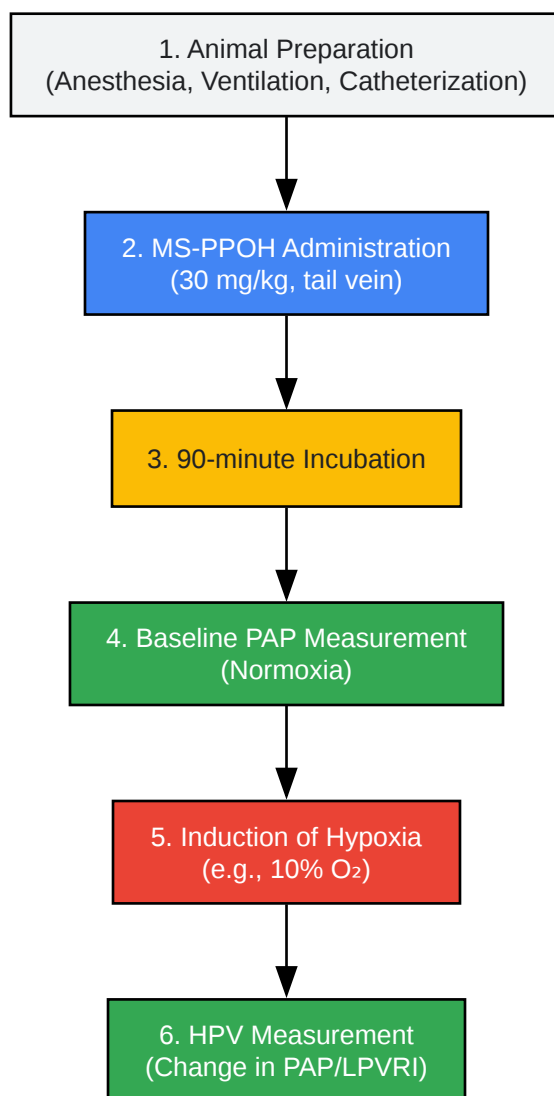 1. Animal Preparation
(Anesthesia, Ventilation, Catheterization)
2. MS-PPOH Administration
(30 mg/kg, tail vein)
3. 90-minute Incubation
4. Baseline PAP Measurement
(Normoxia)
5. Induction of Hypoxia
(e.g., 10% O₂)
6. HPV Measurement
(Change in PAP/LPVRI)